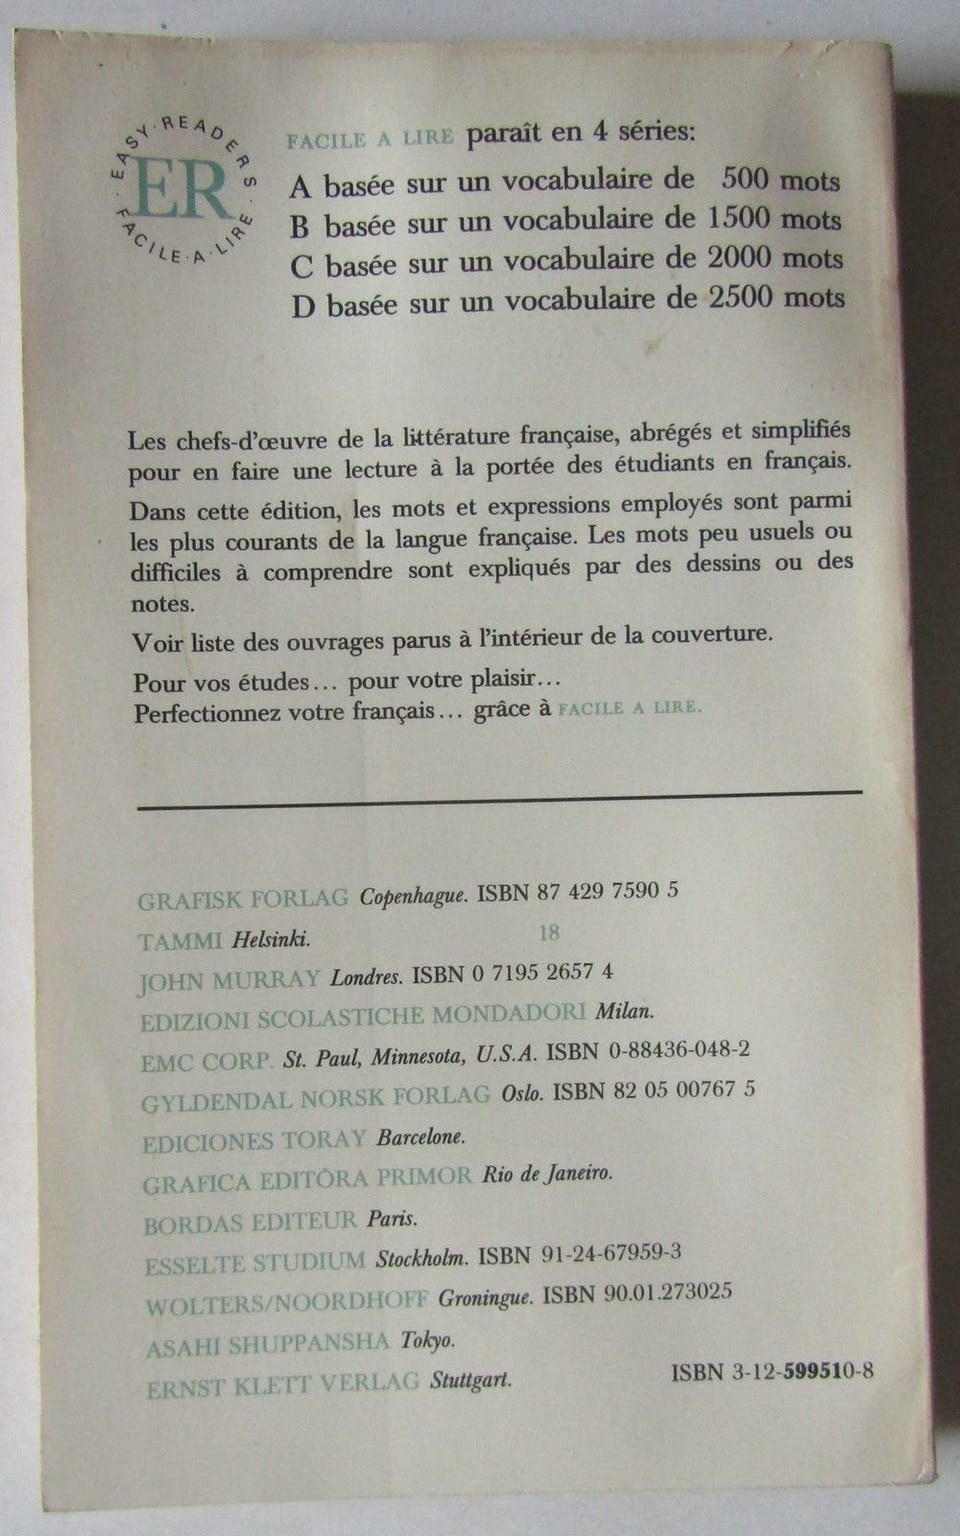 EASY·READERS·
ER
FACILE·A·LIRE·
FACILE A LIRE paraît en 4 séries:
A basée sur un vocabulaire de 500 mots
B basée sur un vocabulaire de 1500 mots
C basée sur un vocabulaire de 2000 mots
D basée sur un vocabulaire de 2500 mots
Les chefs-d'œuvre de la littérature française, abrégés et simplifiés
pour en faire une lecture à la portée des étudiants en français.
Dans cette édition, les mots et expressions employés sont parmi
les plus courants de la langue française. Les mots peu usuels ou
difficiles à comprendre sont expliqués par des dessins ou des
notes.
Voir liste des ouvrages parus à l'intérieur de la couverture.
Pour vos études... pour votre plaisir...
Perfectionnez votre français... grâce à FACILE A LIRE.
GRAFISK FORLAG Copenhague. ISBN 87 429 7590 5
TAMMI Helsinki. 18
JOHN MURRAY Londres. ISBN 0 7195 2657 4
EDIZIONI SCOLASTICHE MONDADORI Milan.
EMC CORP. St. Paul, Minnesota, U.S.A. ISBN 0-88436-048-2
GYLDENDAL NORSK FORLAG Oslo. ISBN 82 05 00767 5
EDICIONES TORAY Barcelone.
GRAFICA EDITÔRA PRIMOR Rio de Janeiro.
BORDAS EDITEUR Paris.
ESSELTE STUDIUM Stockholm. ISBN 91-24-67959-3
WOLTERS/NOORDHOFF Groningue. ISBN 90.01.273025
ASAHI SHUPPANSHA Tokyo.
ERNST KLETT VERLAG Stuttgart. ISBN 3-12-599510-8